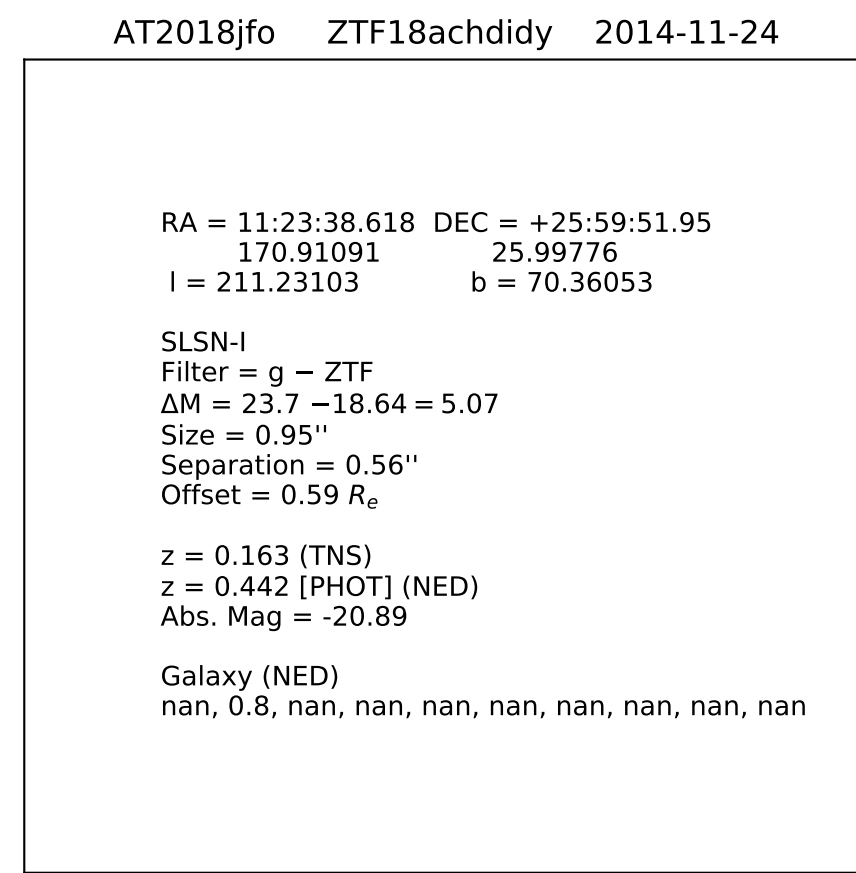 AT2018jfo ZTF18achdidy 2014-11-24
RA = 11:23:38.618 DEC = +25:59:51.95
170.91091 25.99776
l = 211.23103 b = 70.36053
SLSN-I
Filter = g − ZTF
ΔM = 23.7 −18.64 = 5.07
Size = 0.95''
Separation = 0.56''
Offset = 0.59 Rₑ
z = 0.163 (TNS)
z = 0.442 [PHOT] (NED)
Abs. Mag = -20.89
Galaxy (NED)
nan, 0.8, nan, nan, nan, nan, nan, nan, nan, nan